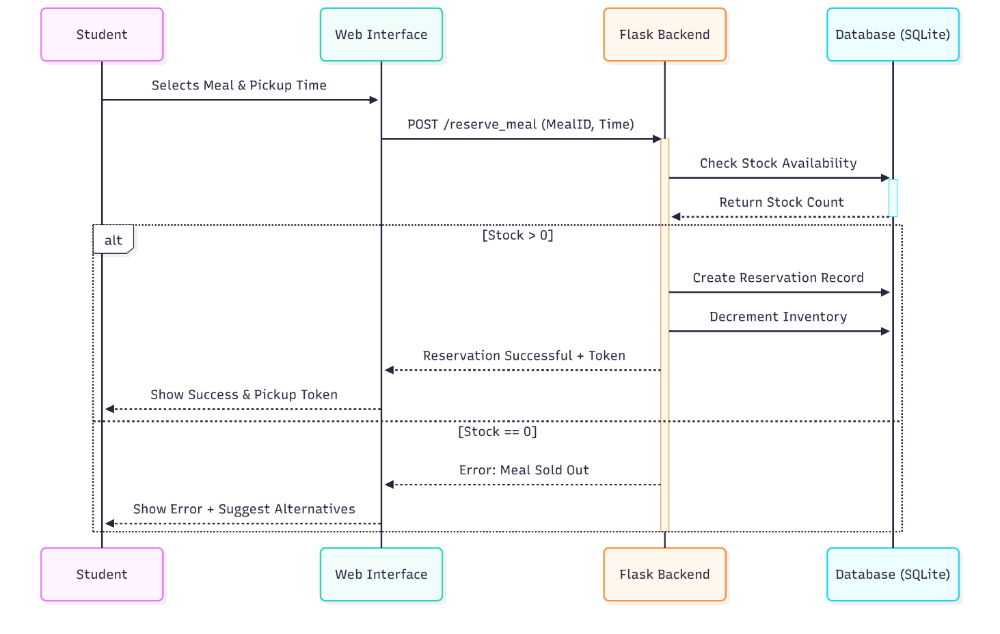 Student
Web Interface
Flask Backend
Database (SQLite)
Selects Meal & Pickup Time
POST /reserve_meal (MealID, Time)
Check Stock Availability
Return Stock Count
alt
[Stock > 0]
Create Reservation Record
Decrement Inventory
Reservation Successful + Token
Show Success & Pickup Token
[Stock == 0]
Error: Meal Sold Out
Show Error + Suggest Alternatives
Student
Web Interface
Flask Backend
Database (SQLite)